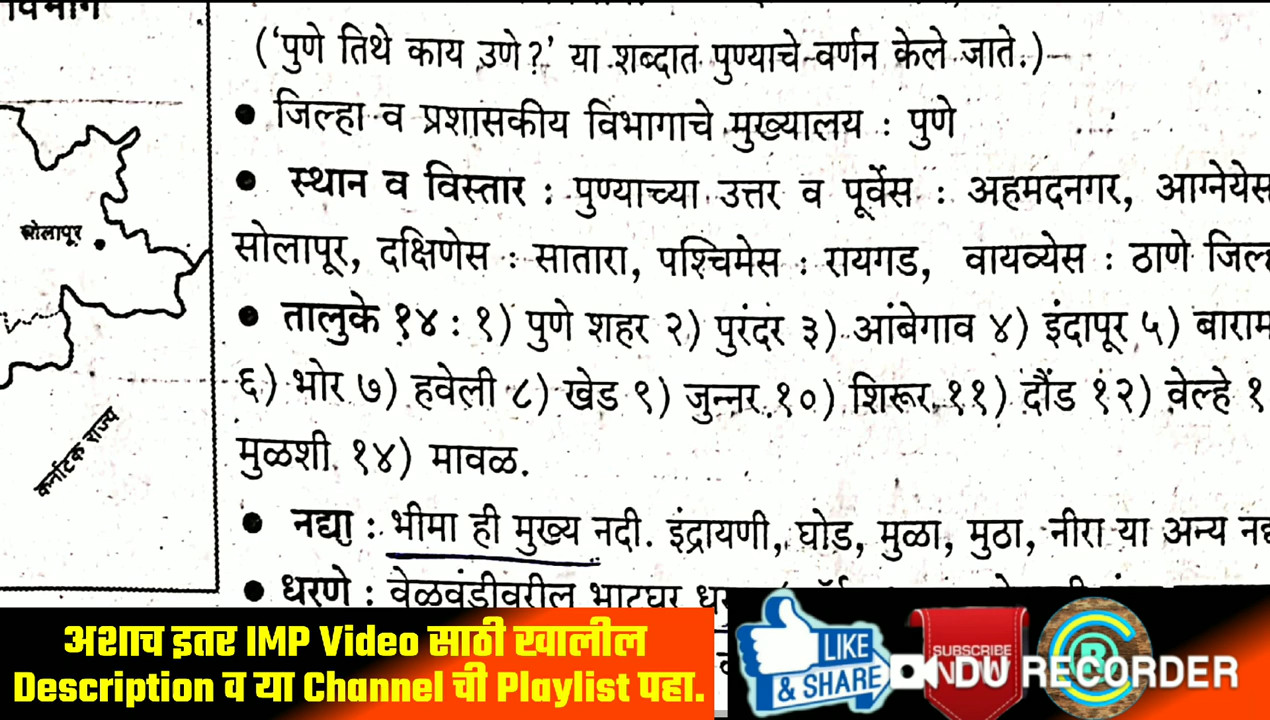 विभाग
('पुणे तिथे काय उणे?' या शब्दात पुण्याचे वर्णन केले जाते.)
● जिल्हा व प्रशासकीय विभागाचे मुख्यालय : पुणे
● स्थान व विस्तार : पुण्याच्या उत्तर व पूर्वेस : अहमदनगर, आग्नेयेस
सोलापूर
सोलापूर, दक्षिणेस : सातारा, पश्चिमेस : रायगड, वायव्येस : ठाणे
● तालुके १४ : १) पुणे शहर २) पुरंदर ३) आंबेगाव ४) इंदापूर ५)
६) भोर ७) हवेली ८) खेड ९) जुन्नर १०) शिरूर ११) दौंड १२) वेल्हे
कर्नाटक राज्य
मुळशी १४) मावळ.
● नद्या : भीमा ही मुख्य नदी. इंद्रायणी, घोड, मुळा, मुठा, नीरा या अन्य
● धरणे : वेळवंडीवरील भाटघर
अशाच इतर IMP Video साठी खालील
Description व या Channel ची Playlist पहा.
LIKE
& SHARE
SUBSCRIBE
DU RECORDER